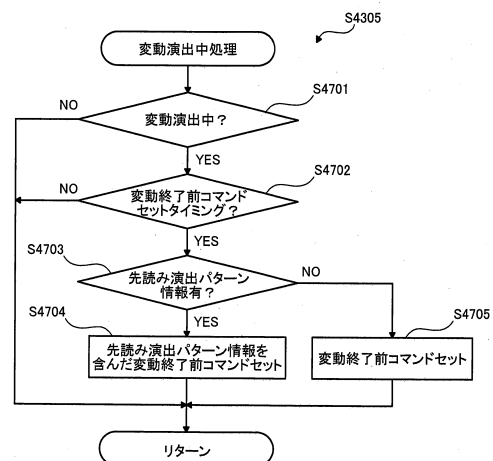 S4305
変動演出中処理
S4701
NO
変動演出中？
YES
S4702
NO
変動終了前コマンド
セットタイミング？
YES
S4703
先読み演出パターン
情報有？
NO
YES
S4704
先読み演出パターン情報を
含んだ変動終了前コマンドセット
S4705
変動終了前コマンドセット
リターン